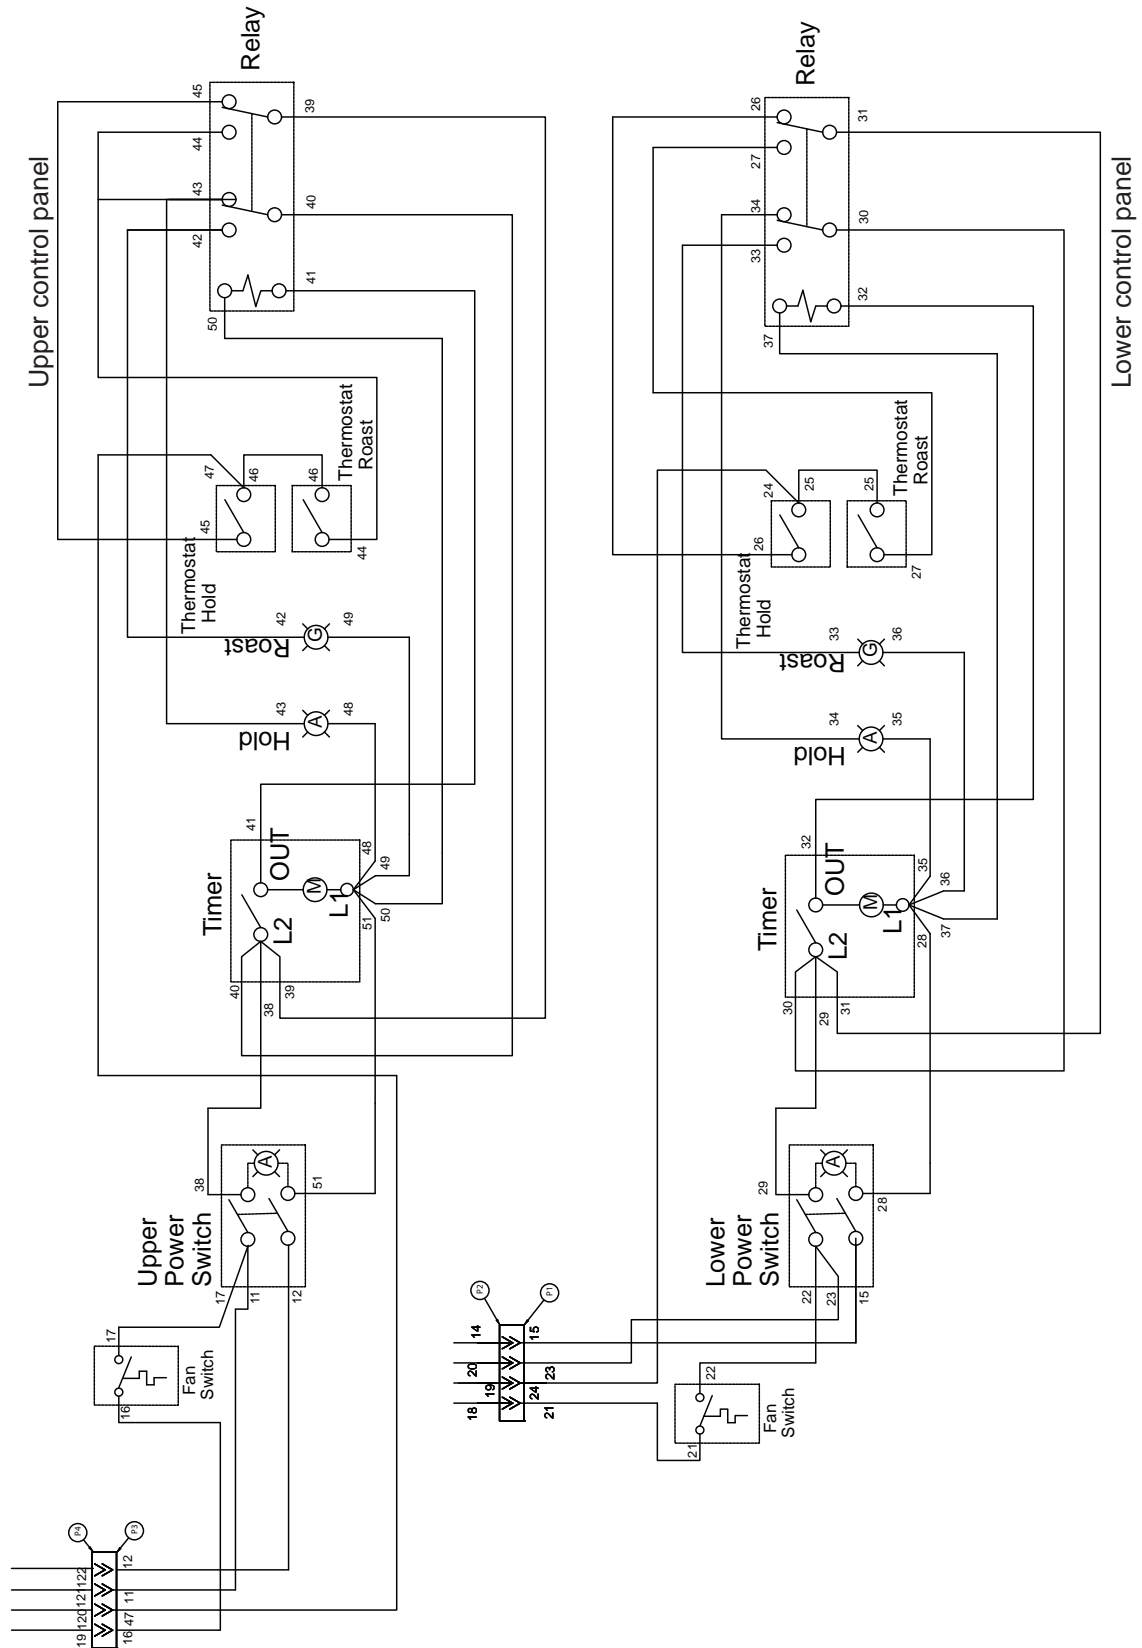 Upper control panel
Relay
45
44
43
42
50
39
40
41
Thermostat
Hold
47
46
45
46
44
Thermostat
Roast
Roast
42
G
49
Hold
43
A
48
Timer
41
OUT
M
L1
L2
48
49
50
51
40
38
39
Upper
Power
Switch
38
A
51
17
11
12
17
16
Fan
Switch
P4
P3
122
121
120
19
12
11
47
16
Lower control panel
Relay
26
27
34
33
37
31
30
32
Thermostat
Hold
24
25
26
25
27
Thermostat
Roast
Roast
33
G
36
Hold
34
A
35
Timer
32
OUT
M
L1
L2
35
36
37
28
30
29
31
Lower
Power
Switch
29
A
28
22
23
15
22
21
Fan
Switch
P2
P1
14
20
19
18
15
23
24
21